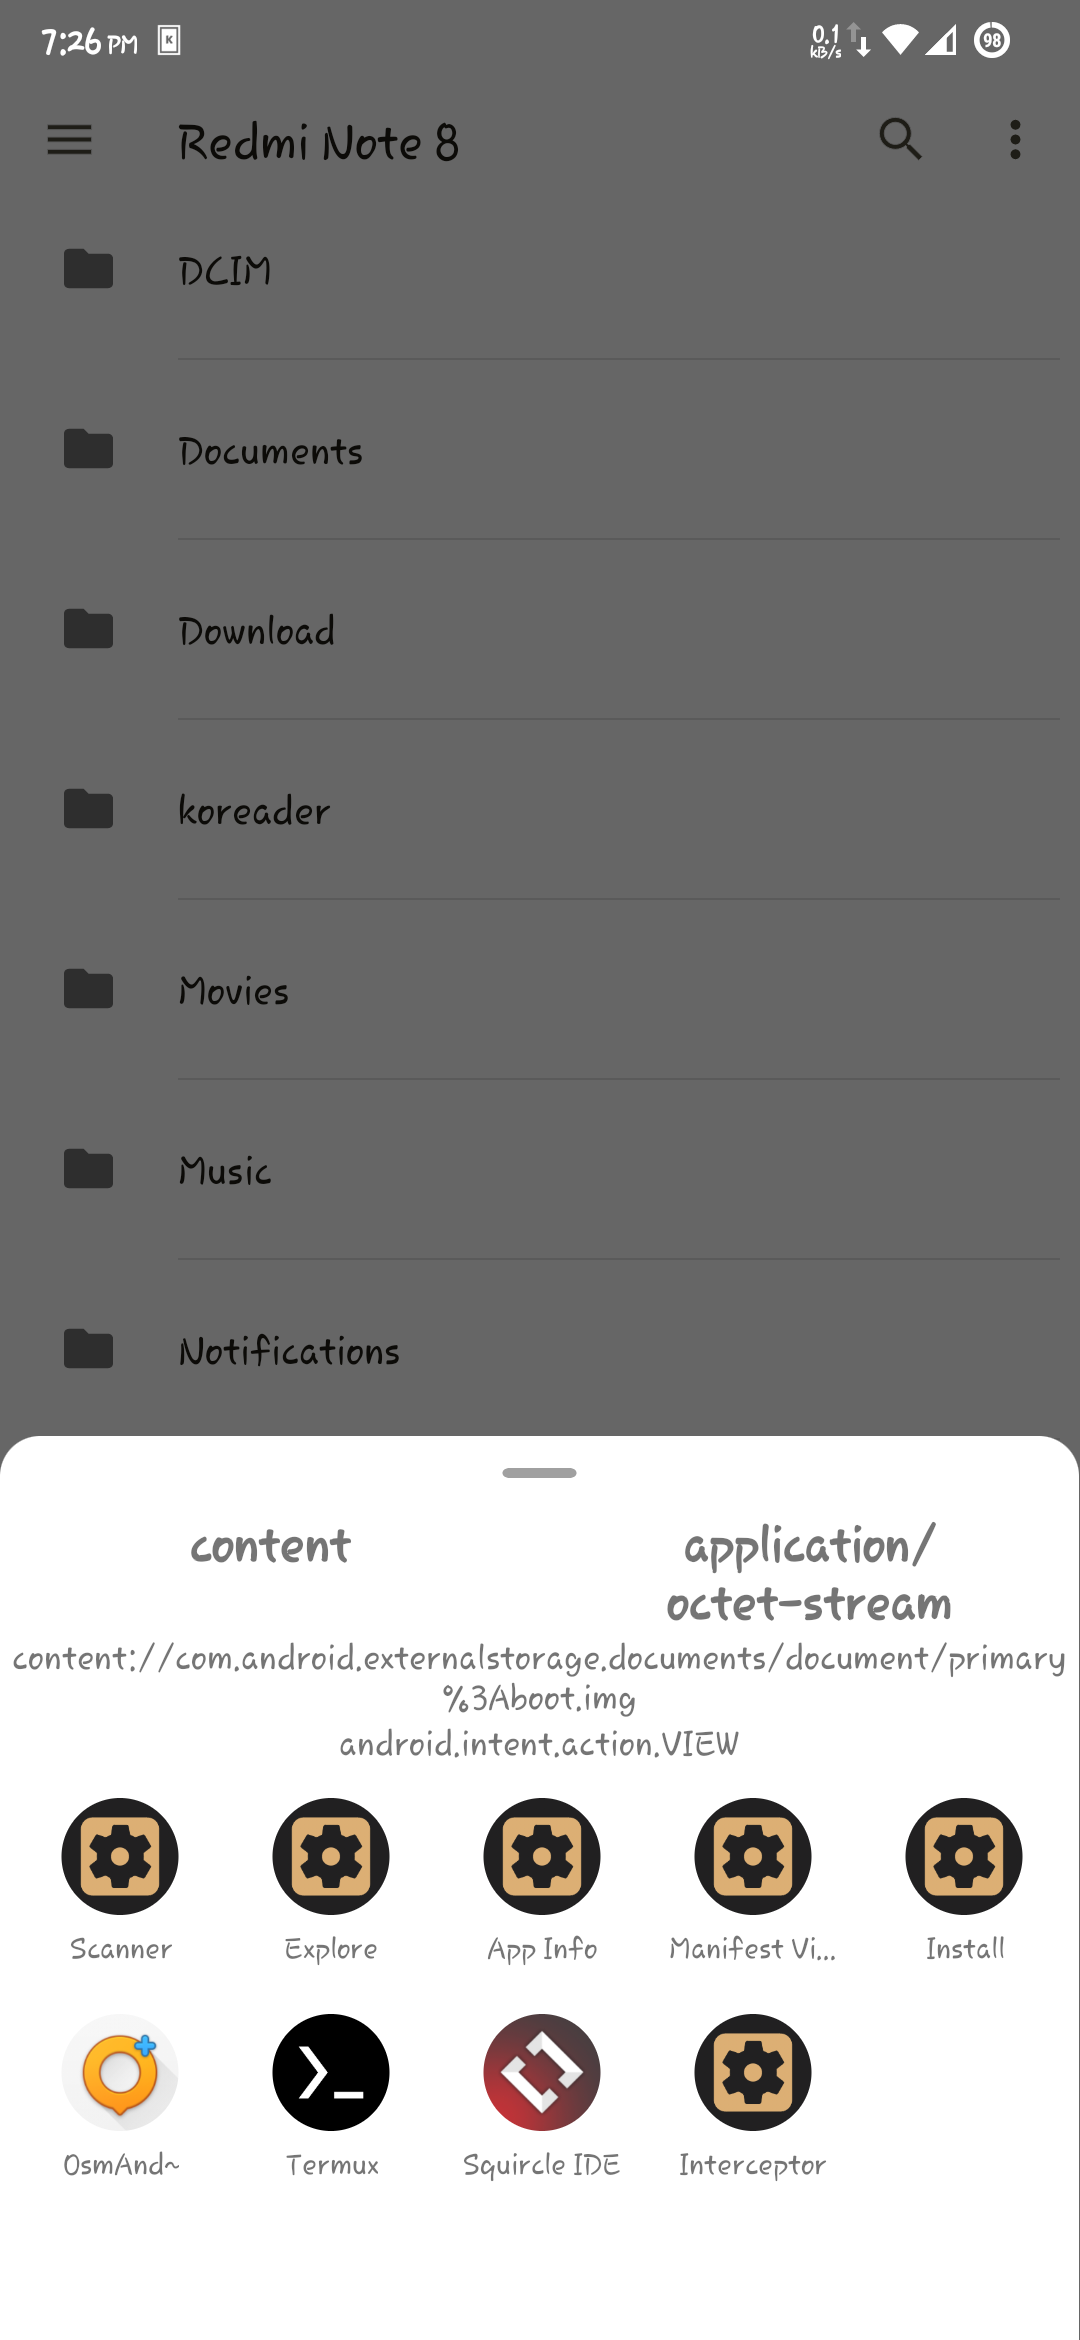 7:26 PM K 0.1 kB/s 98
Redmi Note 8
DCIM
Documents
Download
koreader
Movies
Music
Notifications
content application/
octet-stream
content://com.android.externalstorage.documents/document/primary
%3Aboot.img
android.intent.action.VIEW
Scanner Explore App Info Manifest Vi... Install
OsmAnd~ Termux Squircle IDE Interceptor